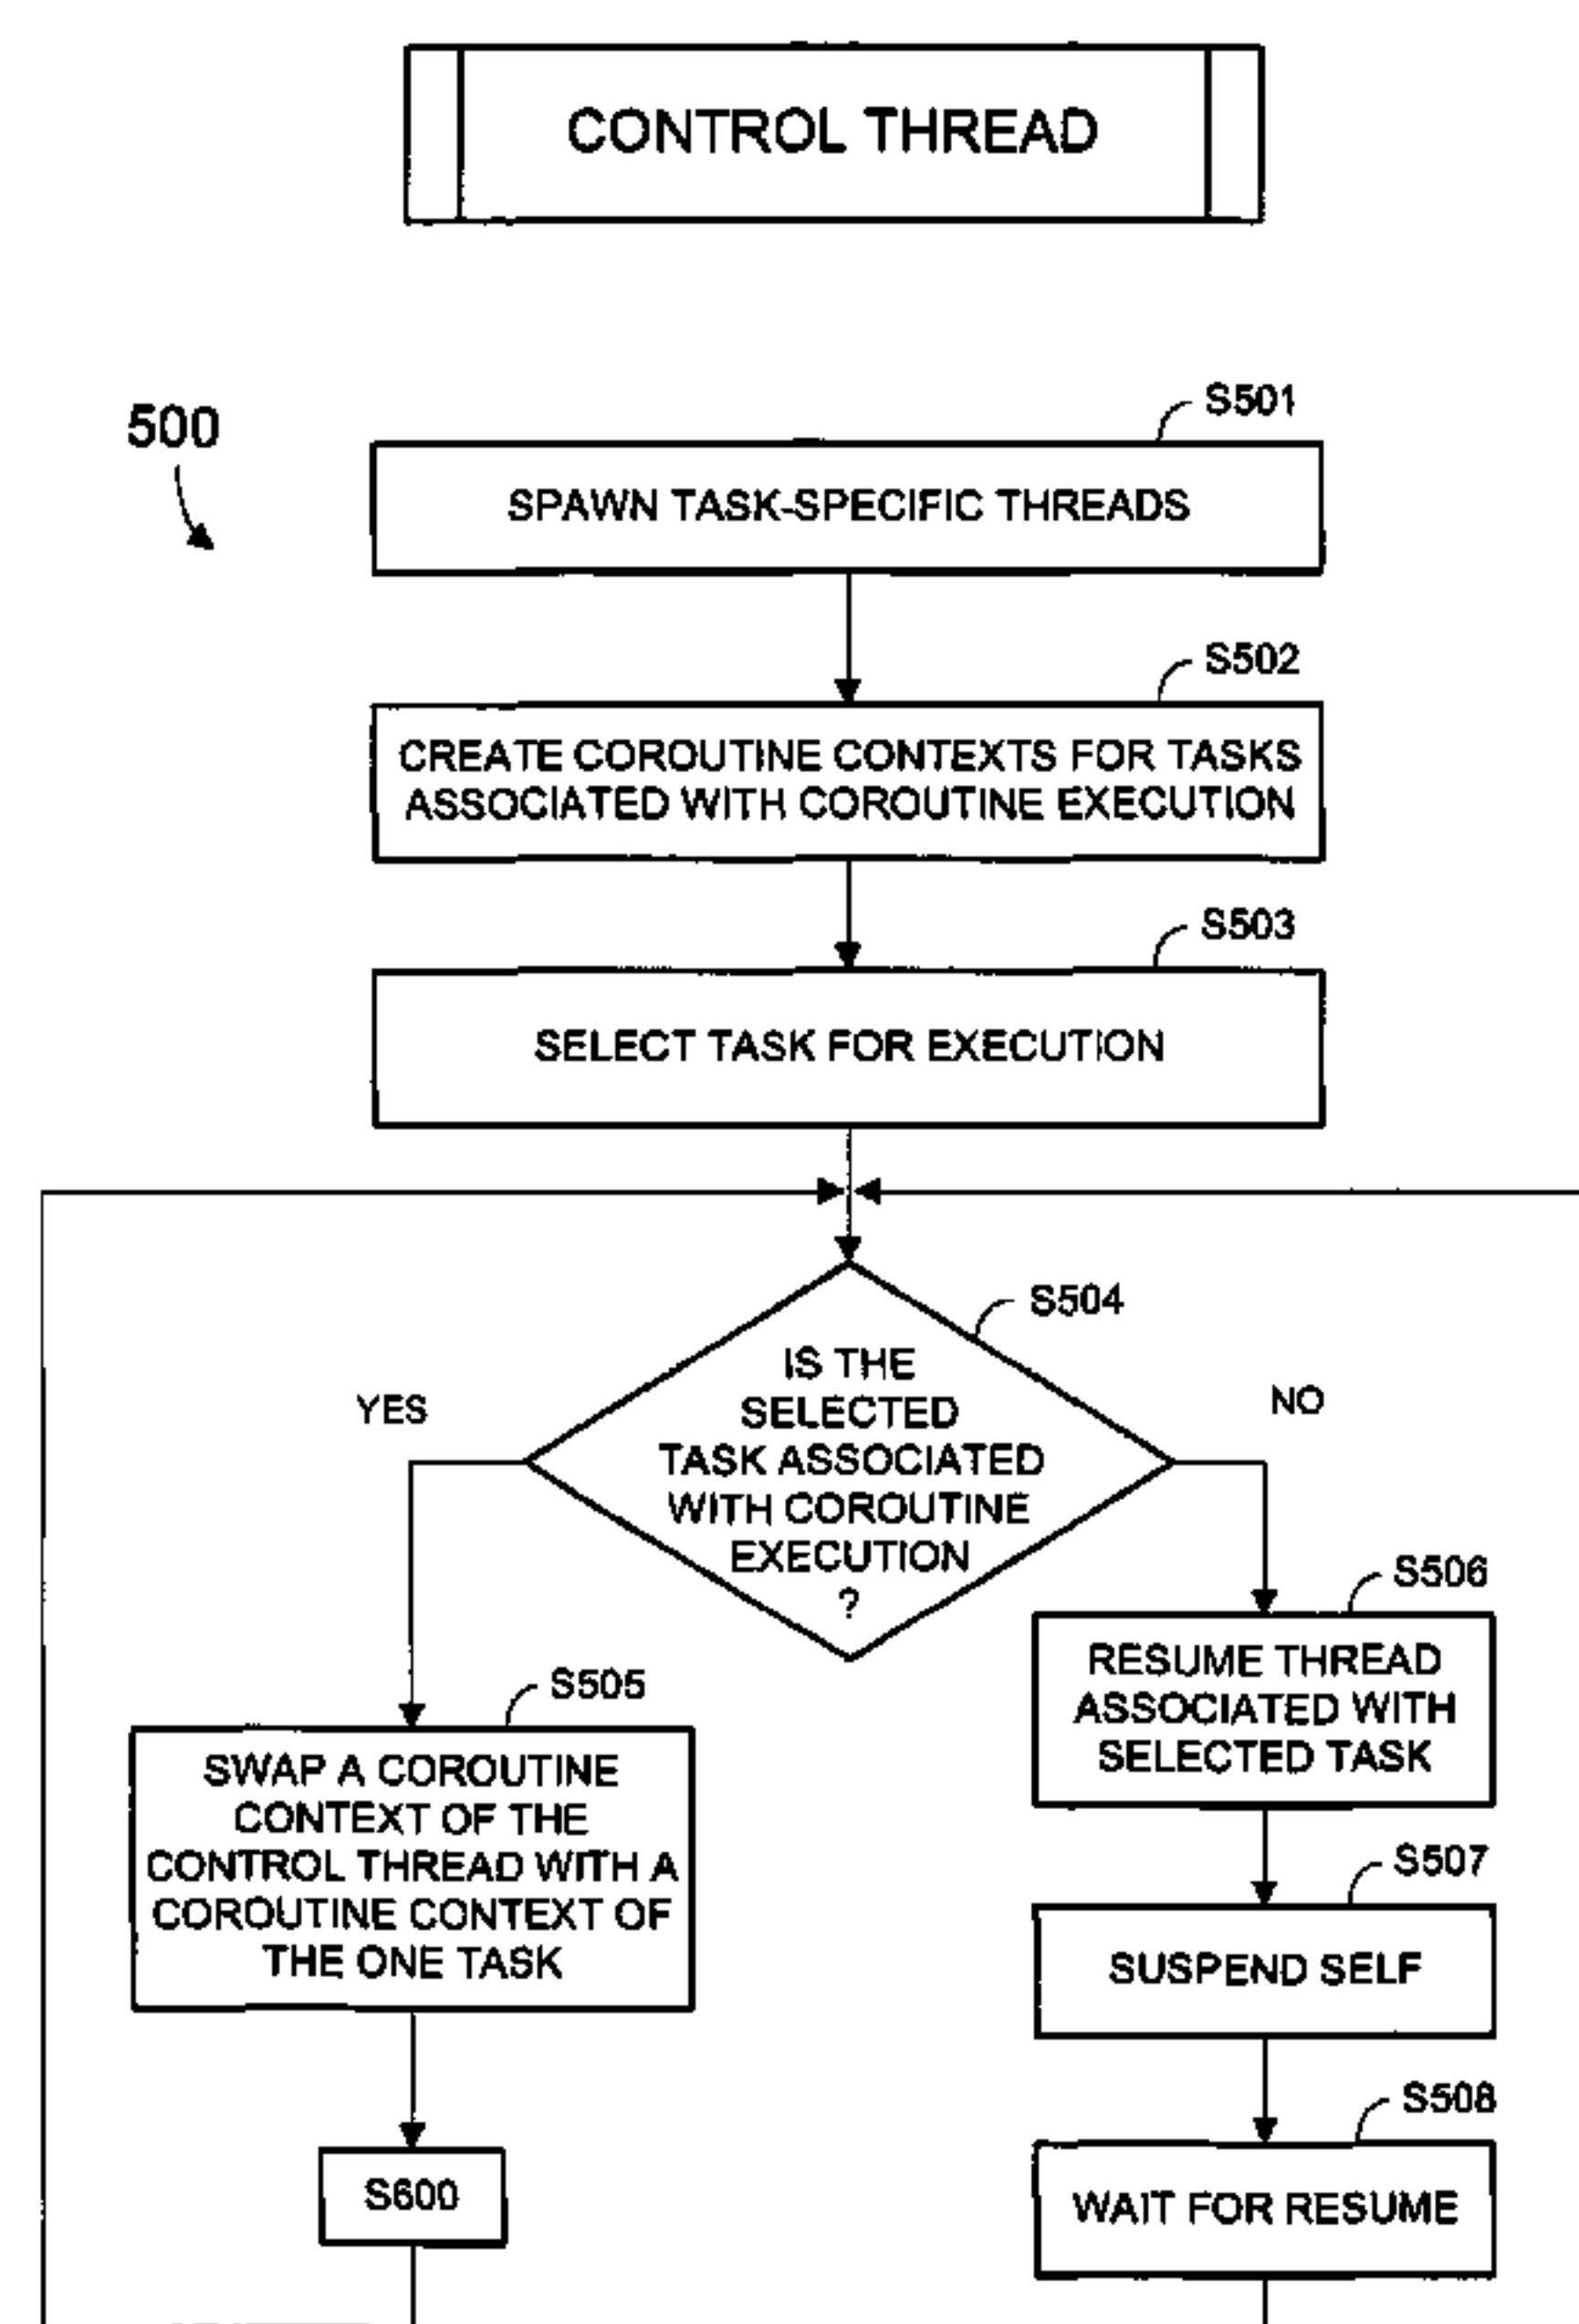 CONTROL THREAD
500
S501
SPAWN TASK-SPECIFIC THREADS
S502
CREATE COROUTINE CONTEXTS FOR TASKS
ASSOCIATED WITH COROUTINE EXECUTION
S503
SELECT TASK FOR EXECUTION
S504
IS THE
SELECTED
TASK ASSOCIATED
WITH COROUTINE
EXECUTION
?
YES
NO
S505
SWAP A COROUTINE
CONTEXT OF THE
CONTROL THREAD WITH A
COROUTINE CONTEXT OF
THE ONE TASK
S600
S506
RESUME THREAD
ASSOCIATED WITH
SELECTED TASK
S507
SUSPEND SELF
S508
WAIT FOR RESUME